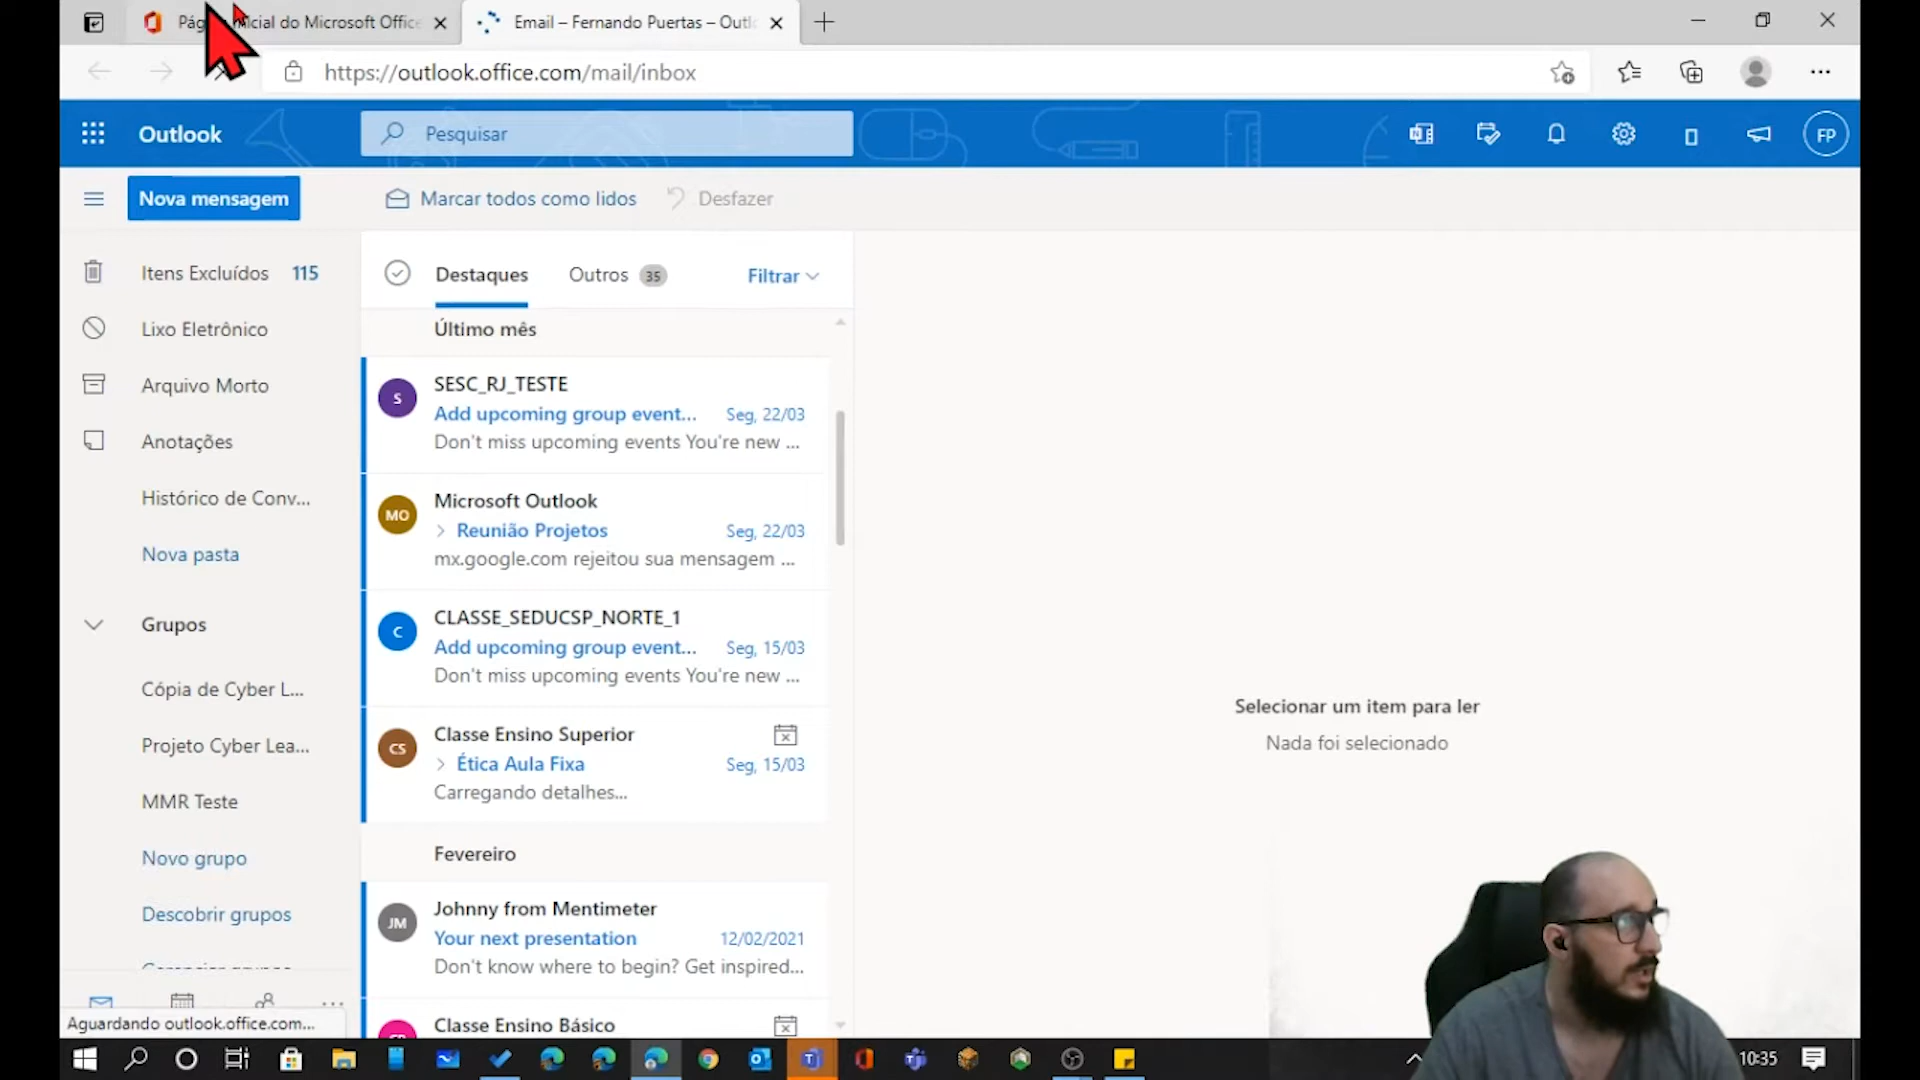 Email – Fernando Puertas – Outl
https://outlook.office.com/mail/inbox
Outlook
Pesquisar
FP
Nova mensagem
Marcar todos como lidos
Desfazer
Itens Excluídos 115
Lixo Eletrônico
Arquivo Morto
Anotações
Histórico de Conv...
Nova pasta
Grupos
Cópia de Cyber L...
Projeto Cyber Lea...
MMR Teste
Novo grupo
Descobrir grupos
Aguardando outlook.office.com...
Destaques
Outros 35
Filtrar
Último mês
S
SESC_RJ_TESTE
Add upcoming group event... Seg, 22/03
Don't miss upcoming events You're new ...
MO
Microsoft Outlook
Reunião Projetos Seg, 22/03
mx.google.com rejeitou sua mensagem ...
C
CLASSE_SEDUCSP_NORTE_1
Add upcoming group event... Seg, 15/03
Don't miss upcoming events You're new ...
CS
Classe Ensino Superior
Ética Aula Fixa Seg, 15/03
Carregando detalhes...
Fevereiro
JM
Johnny from Mentimeter
Your next presentation 12/02/2021
Don't know where to begin? Get inspired...
Classe Ensino Básico
Selecionar um item para ler
Nada foi selecionado
10:35